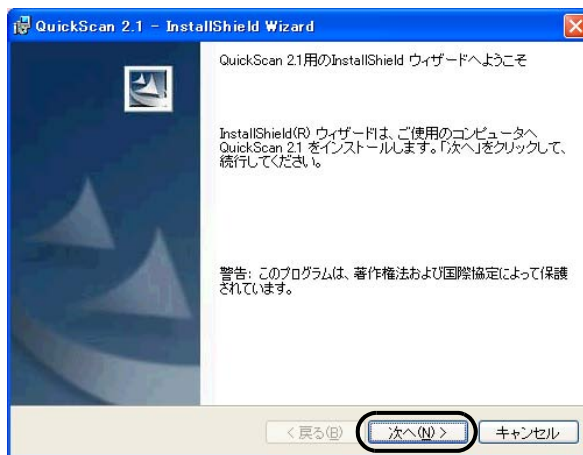 QuickScan 2.1 - InstallShield Wizard
QuickScan 2.1用のInstallShield ウィザードへようこそ
InstallShield(R) ウィザードは、ご使用のコンピュータへ
QuickScan 2.1 をインストールします。「次へ」をクリックして、
続行してください。
警告: このプログラムは、著作権法および国際協定によって保護
されています。
< 戻る(B) 次へ(N) > キャンセル